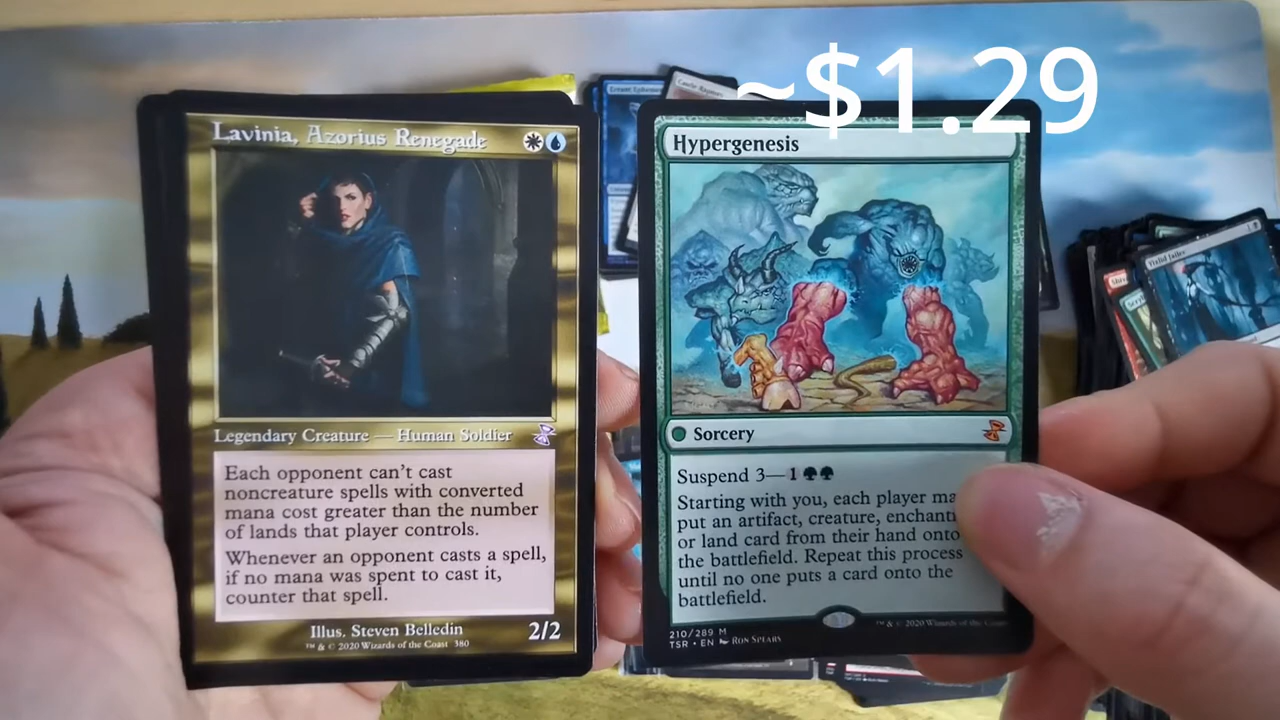 ~$1.29
Lavinia, Azorius Renegade
Legendary Creature — Human Soldier
Each opponent can't cast
noncreature spells with converted
mana cost greater than the number
of lands that player controls.
Whenever an opponent casts a spell,
if no mana was spent to cast it,
counter that spell.
Illus. Steven Belledin
™ & © 2020 Wizards of the Coast 380
2/2
Hypergenesis
Sorcery
Suspend 3—1
Starting with you, each player ma
put an artifact, creature, enchant
or land card from their hand onto
the battlefield. Repeat this process
until no one puts a card onto the
battlefield.
210/289 M
TSR • EN Ron Spears
™ & © 2020 Wizards of the Coast
Yixlid Jailer